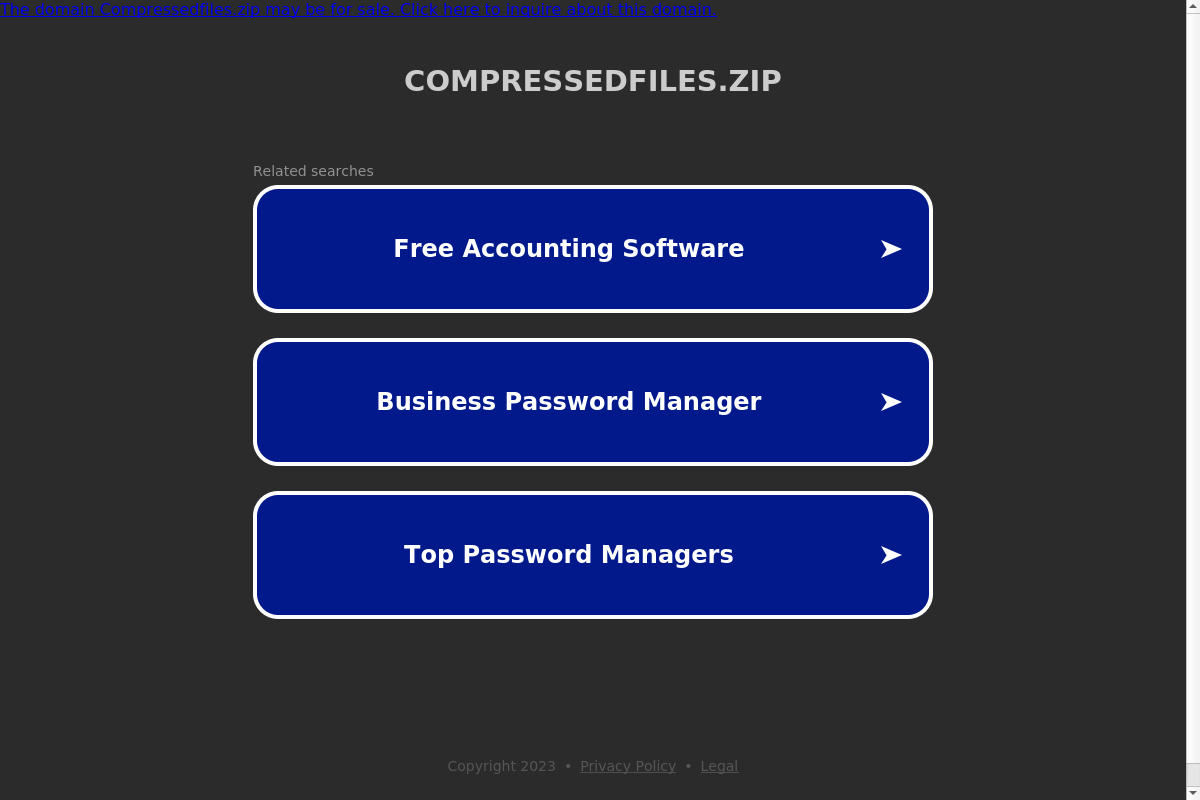 The domain Compressedfiles.zip may be for sale. Click here to inquire about this domain.
COMPRESSEDFILES.ZIP
Related searches
Free Accounting Software
Business Password Manager
Top Password Managers
Copyright 2023 • Privacy Policy • Legal